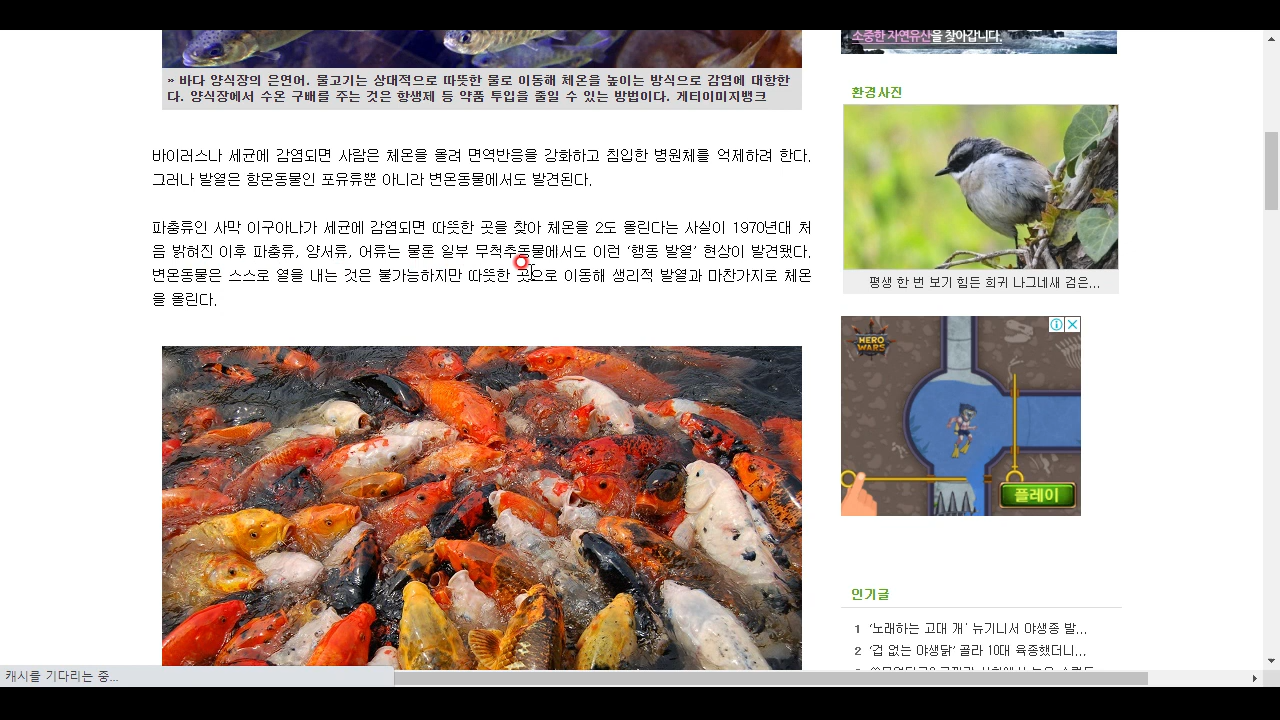 소중한 자연유산을 찾아갑니다.
» 바다 양식장의 은연어. 물고기는 상대적으로 따뜻한 물로 이동해 체온을 높이는 방식으로 감염에 대항한
다. 양식장에서 수온 구배를 주는 것은 항생제 등 약품 투입을 줄일 수 있는 방법이다. 게티이미지뱅크
바이러스나 세균에 감염되면 사람은 체온을 올려 면역반응을 강화하고 침입한 병원체를 억제하려 한다.
그러나 발열은 항온동물인 포유류뿐 아니라 변온동물에서도 발견된다.
파충류인 사막 이구아나가 세균에 감염되면 따뜻한 곳을 찾아 체온을 2도 올린다는 사실이 1970년대 처
음 밝혀진 이후 파충류, 양서류, 어류는 물론 일부 무척추동물에서도 이런 ‘행동 발열’ 현상이 발견됐다.
변온동물은 스스로 열을 내는 것은 불가능하지만 따뜻한 곳으로 이동해 생리적 발열과 마찬가지로 체온
을 올린다.
환경사진
평생 한 번 보기 힘든 희귀 나그네새 검은...
HERO
WARS
플레이
인기글
1 ‘노래하는 고대 개’ 뉴기니서 야생종 발...
2 ‘겁 없는 야생닭’ 골라 10대 육종했더니...
캐시를 기다리는 중...